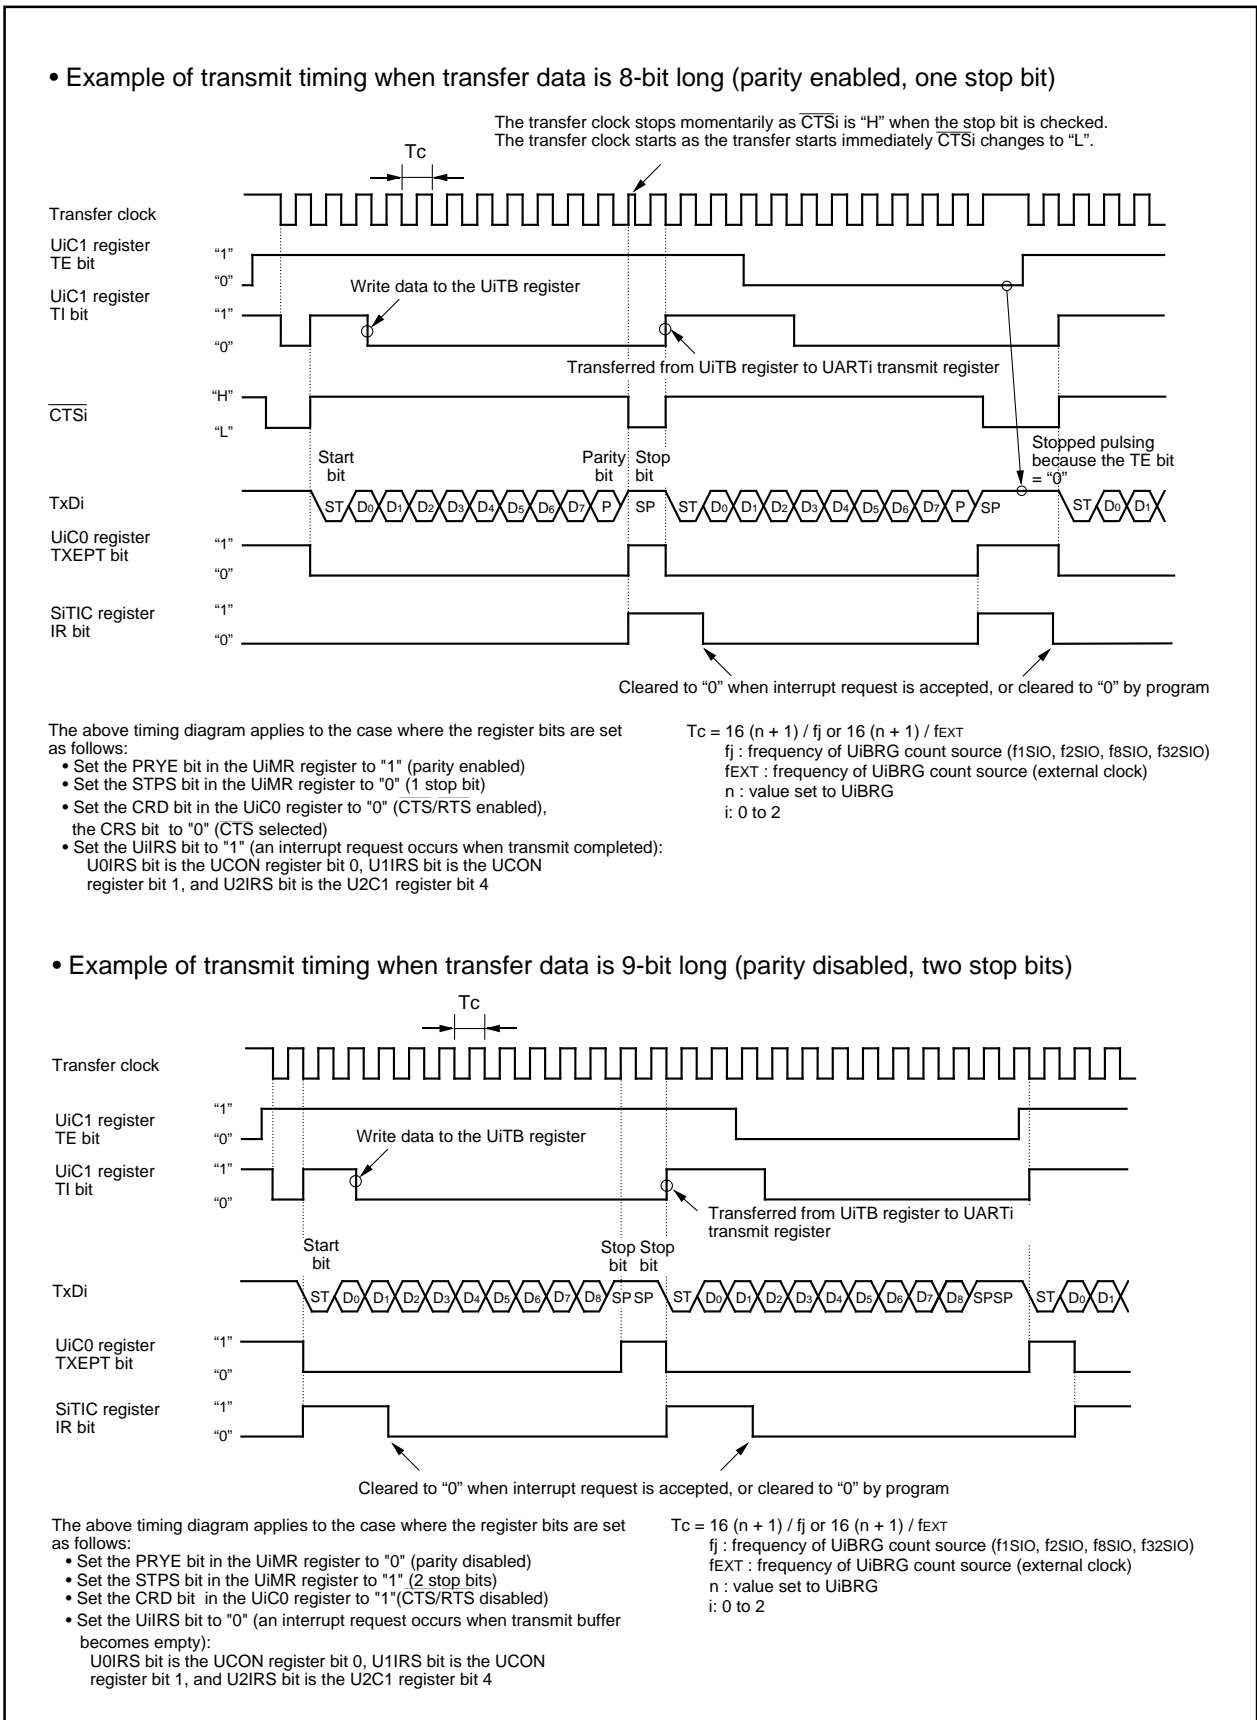 • Example of transmit timing when transfer data is 8-bit long (parity enabled, one stop bit)
The transfer clock stops momentarily as CTSi is “H” when the stop bit is checked.
The transfer clock starts as the transfer starts immediately CTSi changes to “L”.
Tc
Transfer clock
UiC1 register
TE bit
“1”
“0”
Write data to the UiTB register
UiC1 register
TI bit
“1”
“0”
Transferred from UiTB register to UARTi transmit register
CTSi
“H”
“L”
Start
bit
Parity
bit
Stop
bit
Stopped pulsing
because the TE bit
= “0”
TxDi
ST D0 D1 D2 D3 D4 D5 D6 D7 P SP ST D0 D1 D2 D3 D4 D5 D6 D7 P SP ST D0 D1
UiC0 register
TXEPT bit
“1”
“0”
SiTIC register
IR bit
“1”
“0”
Cleared to “0” when interrupt request is accepted, or cleared to “0” by program
The above timing diagram applies to the case where the register bits are set
as follows:
• Set the PRYE bit in the UiMR register to "1" (parity enabled)
• Set the STPS bit in the UiMR register to "0" (1 stop bit)
• Set the CRD bit in the UiC0 register to "0" (CTS/RTS enabled),
the CRS bit to "0" (CTS selected)
• Set the UiIRS bit to "1" (an interrupt request occurs when transmit completed):
U0IRS bit is the UCON register bit 0, U1IRS bit is the UCON
register bit 1, and U2IRS bit is the U2C1 register bit 4
Tc = 16 (n + 1) / fj or 16 (n + 1) / fEXT
fj : frequency of UiBRG count source (f1SIO, f2SIO, f8SIO, f32SIO)
fEXT : frequency of UiBRG count source (external clock)
n : value set to UiBRG
i: 0 to 2
• Example of transmit timing when transfer data is 9-bit long (parity disabled, two stop bits)
Tc
Transfer clock
UiC1 register
TE bit
“1”
“0”
Write data to the UiTB register
UiC1 register
TI bit
“1”
“0”
Transferred from UiTB register to UARTi
transmit register
Start
bit
Stop Stop
bit bit
TxDi
ST D0 D1 D2 D3 D4 D5 D6 D7 D8 SP SP ST D0 D1 D2 D3 D4 D5 D6 D7 D8 SPSP ST D0 D1
UiC0 register
TXEPT bit
“1”
“0”
SiTIC register
IR bit
“1”
“0”
Cleared to “0” when interrupt request is accepted, or cleared to “0” by program
The above timing diagram applies to the case where the register bits are set
as follows:
• Set the PRYE bit in the UiMR register to "0" (parity disabled)
• Set the STPS bit in the UiMR register to "1" (2 stop bits)
• Set the CRD bit in the UiC0 register to "1"(CTS/RTS disabled)
• Set the UiIRS bit to "0" (an interrupt request occurs when transmit buffer
becomes empty):
U0IRS bit is the UCON register bit 0, U1IRS bit is the UCON
register bit 1, and U2IRS bit is the U2C1 register bit 4
Tc = 16 (n + 1) / fj or 16 (n + 1) / fEXT
fj : frequency of UiBRG count source (f1SIO, f2SIO, f8SIO, f32SIO)
fEXT : frequency of UiBRG count source (external clock)
n : value set to UiBRG
i: 0 to 2